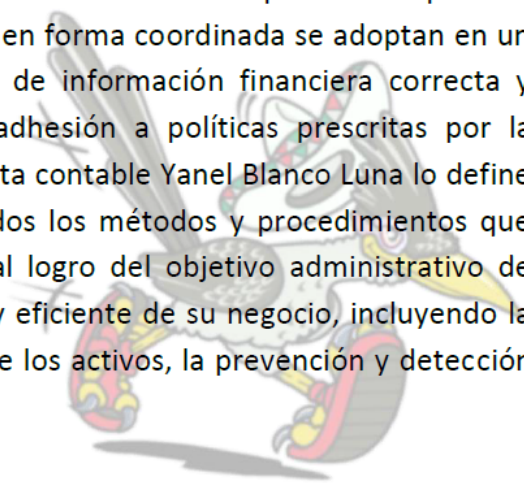 en forma coordinada se adoptan en un
de información financiera correcta y
adhesión a políticas prescritas por la
ta contable Yanel Blanco Luna lo define
dos los métodos y procedimientos que
al logro del objetivo administrativo de
y eficiente de su negocio, incluyendo la
e los activos, la prevención y detección